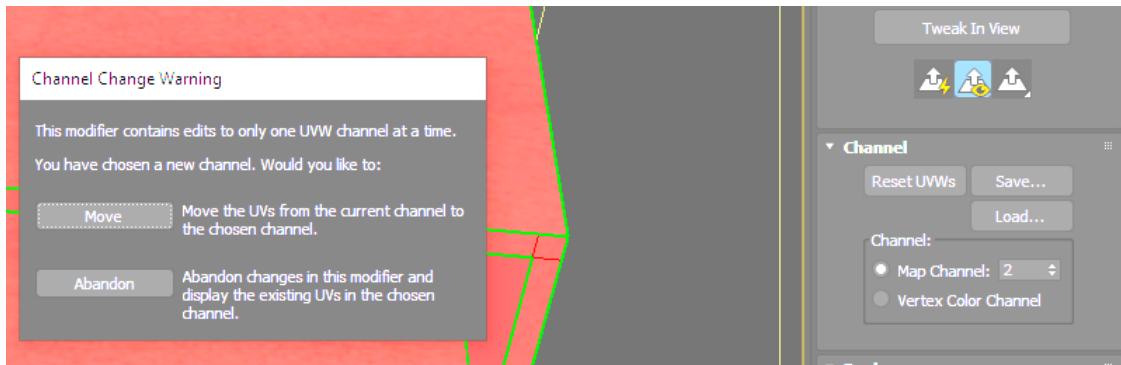 Tweak In View
Channel Change Warning
This modifier contains edits to only one UVW channel at a time.
You have chosen a new channel. Would you like to:
Move
Move the UVs from the current channel to
the chosen channel.
Abandon
Abandon changes in this modifier and
display the existing UVs in the chosen
channel.
Channel
Reset UVWs
Save...
Load...
Channel:
Map Channel: 2
Vertex Color Channel